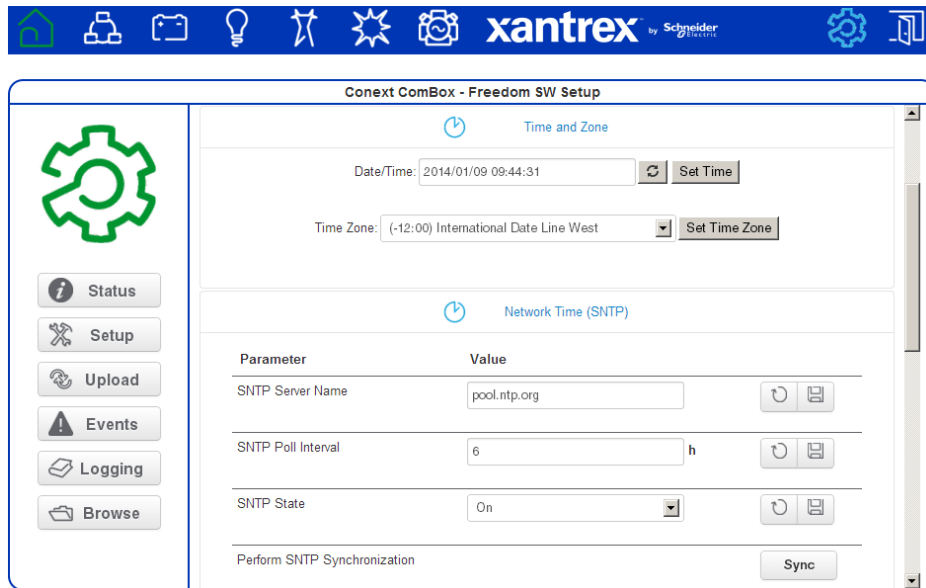 xantrex by Schneider Electric
Conext ComBox - Freedom SW Setup
Time and Zone
Date/Time: 2014/01/09 09:44:31 Set Time
Time Zone: (-12:00) International Date Line West Set Time Zone
Status
Setup
Upload
Events
Logging
Browse
Network Time (SNTP)
Parameter Value
SNTP Server Name pool.ntp.org
SNTP Poll Interval 6 h
SNTP State On
Perform SNTP Synchronization Sync